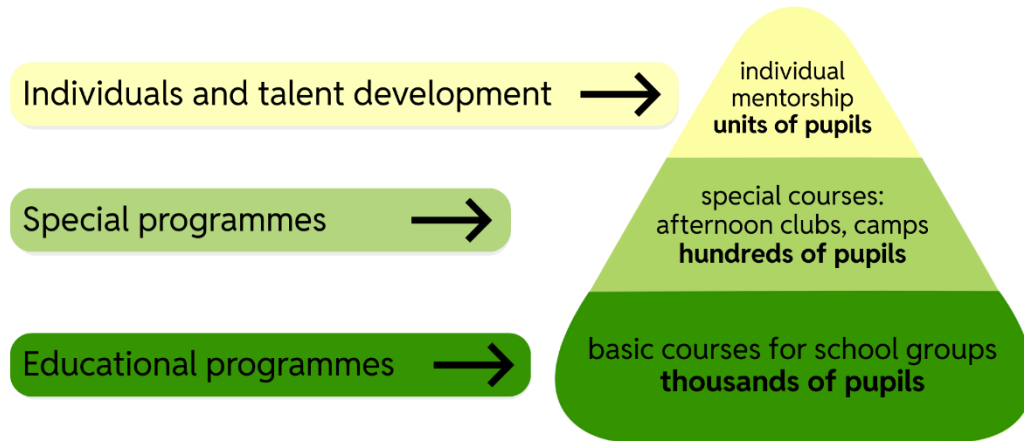 Individuals and talent development
individual
mentorship
units of pupils
Special programmes
special courses:
afternoon clubs, camps
hundreds of pupils
Educational programmes
basic courses for school groups
thousands of pupils